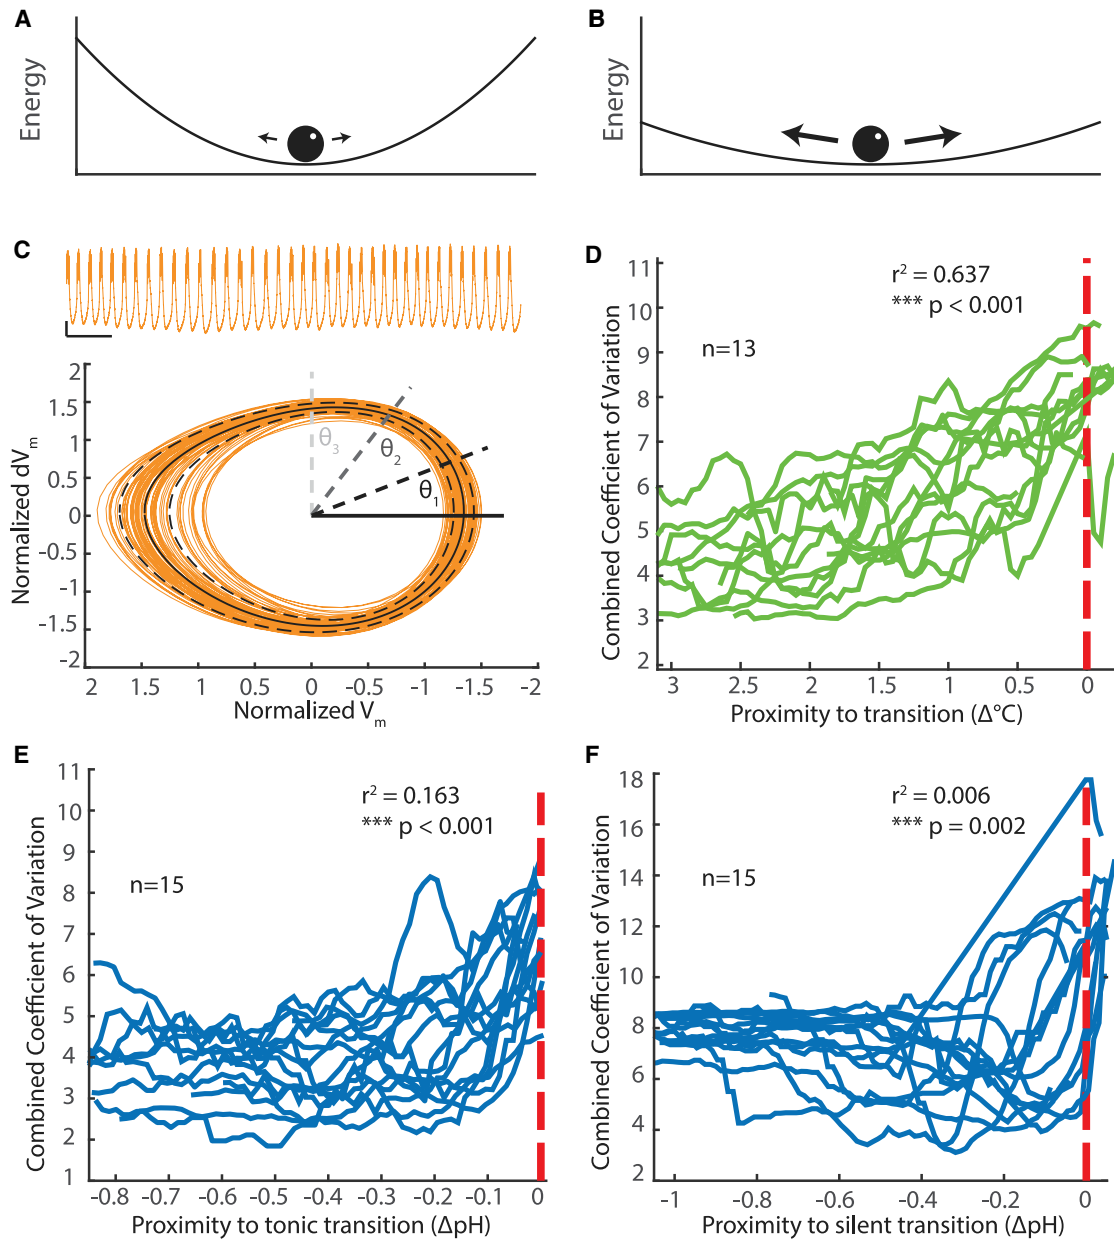 A
Energy
B
Energy
C
2
1.5
1
0.5
0
-0.5
-1
-1.5
-2
Normalized dVm
θ3
θ2
θ1
2 1.5 1 0.5 0 -0.5 -1 -1.5 -2
Normalized Vm
D
11
10
9
8
7
6
5
4
3
2
Combined Coefficient of Variation
r² = 0.637
*** p < 0.001
n=13
3 2.5 2 1.5 1 0.5 0
Proximity to transition (Δ°C)
E
11
10
9
8
7
6
5
4
3
2
1
Combined Coefficient of Variation
r² = 0.163
*** p < 0.001
n=15
-0.8 -0.7 -0.6 -0.5 -0.4 -0.3 -0.2 -0.1 0
Proximity to tonic transition (ΔpH)
F
18
16
14
12
10
8
6
4
2
Combined Coefficient of Variation
r² = 0.006
*** p = 0.002
n=15
-1 -0.8 -0.6 -0.4 -0.2 0
Proximity to silent transition (ΔpH)